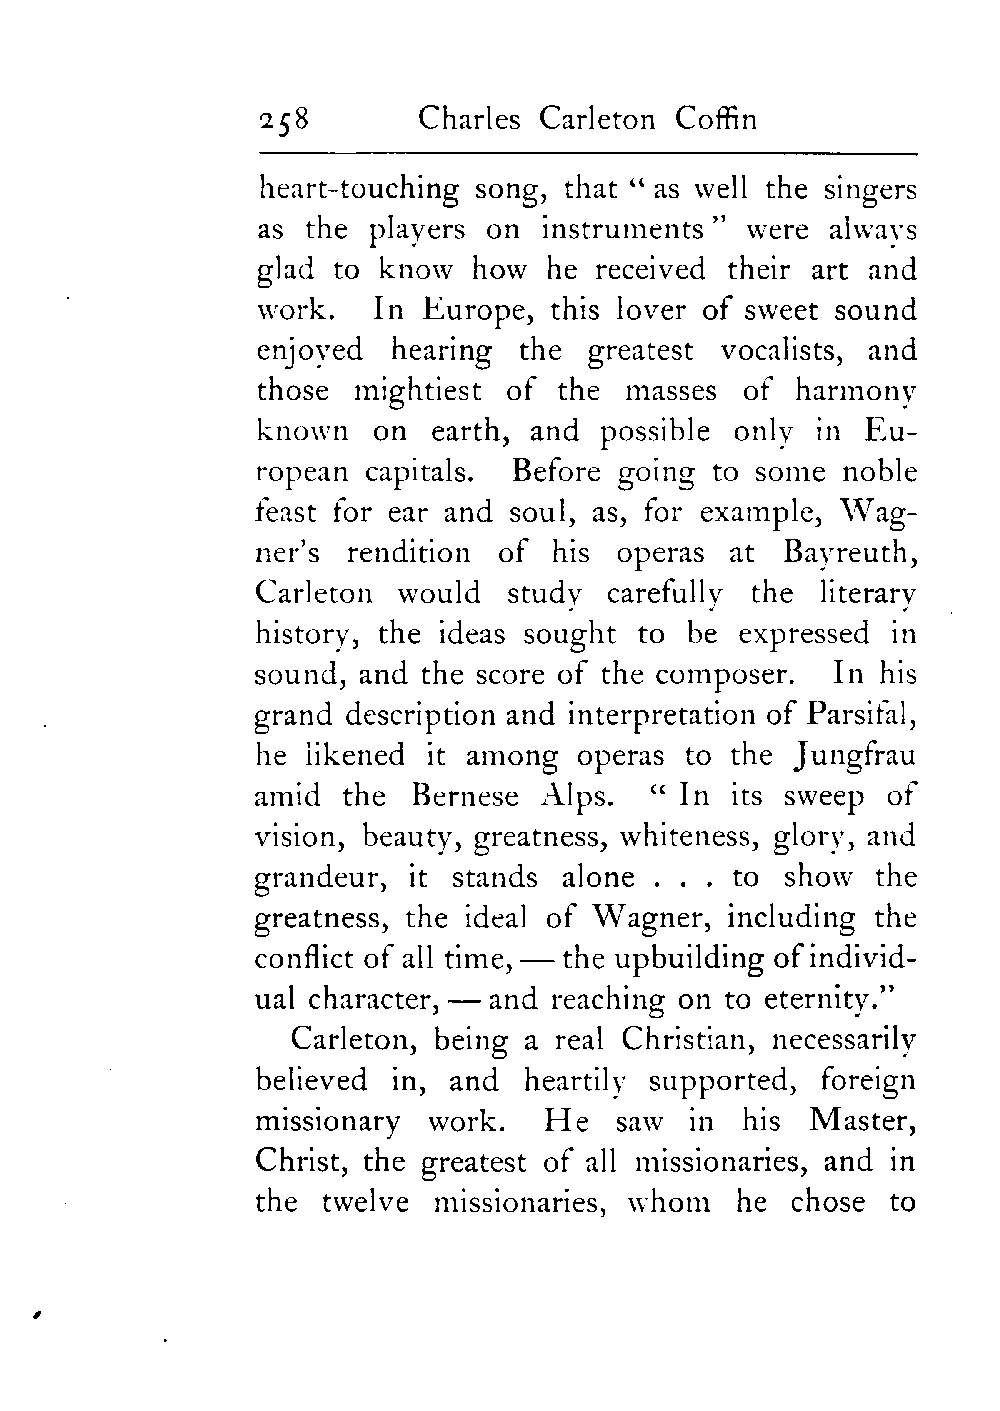 258 Charles Carleton Coffin
heart-touching song, that “ as well the singers
as the players on instruments ” were always
glad to know how he received their art and
work. In Europe, this lover of sweet sound
enjoyed hearing the greatest vocalists, and
those mightiest of the masses of harmony
known on earth, and possible only in Eu-
ropean capitals. Before going to some noble
feast for ear and soul, as, for example, Wag-
ner’s rendition of his operas at Bayreuth,
Carleton would study carefully the literary
history, the ideas sought to be expressed in
sound, and the score of the composer. In his
grand description and interpretation of Parsifal,
he likened it among operas to the Jungfrau
amid the Bernese Alps. “ In its sweep of
vision, beauty, greatness, whiteness, glory, and
grandeur, it stands alone . . . to show the
greatness, the ideal of Wagner, including the
conflict of all time, — the upbuilding of individ-
ual character, — and reaching on to eternity.”
Carleton, being a real Christian, necessarily
believed in, and heartily supported, foreign
missionary work. He saw in his Master,
Christ, the greatest of all missionaries, and in
the twelve missionaries, whom he chose to